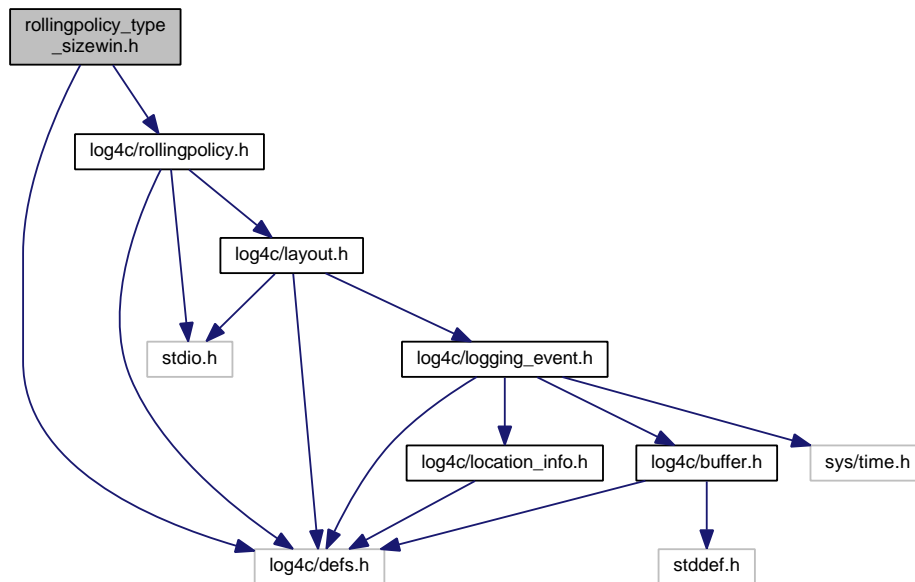 rollingpolicy_type
_sizewin.h
log4c/rollingpolicy.h
log4c/layout.h
stdio.h
log4c/logging_event.h
log4c/location_info.h
log4c/buffer.h
sys/time.h
log4c/defs.h
stddef.h